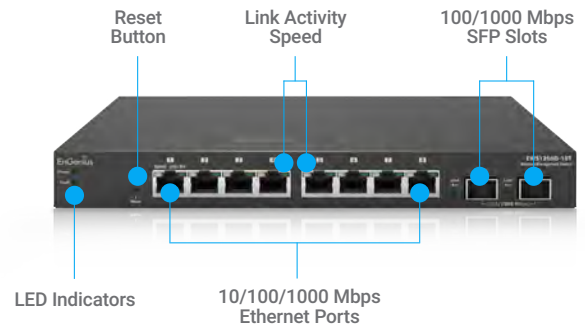 Reset
Button
Link Activity
Speed
100/1000 Mbps
SFP Slots
EnGenius
LED Indicators
10/100/1000 Mbps
Ethernet Ports